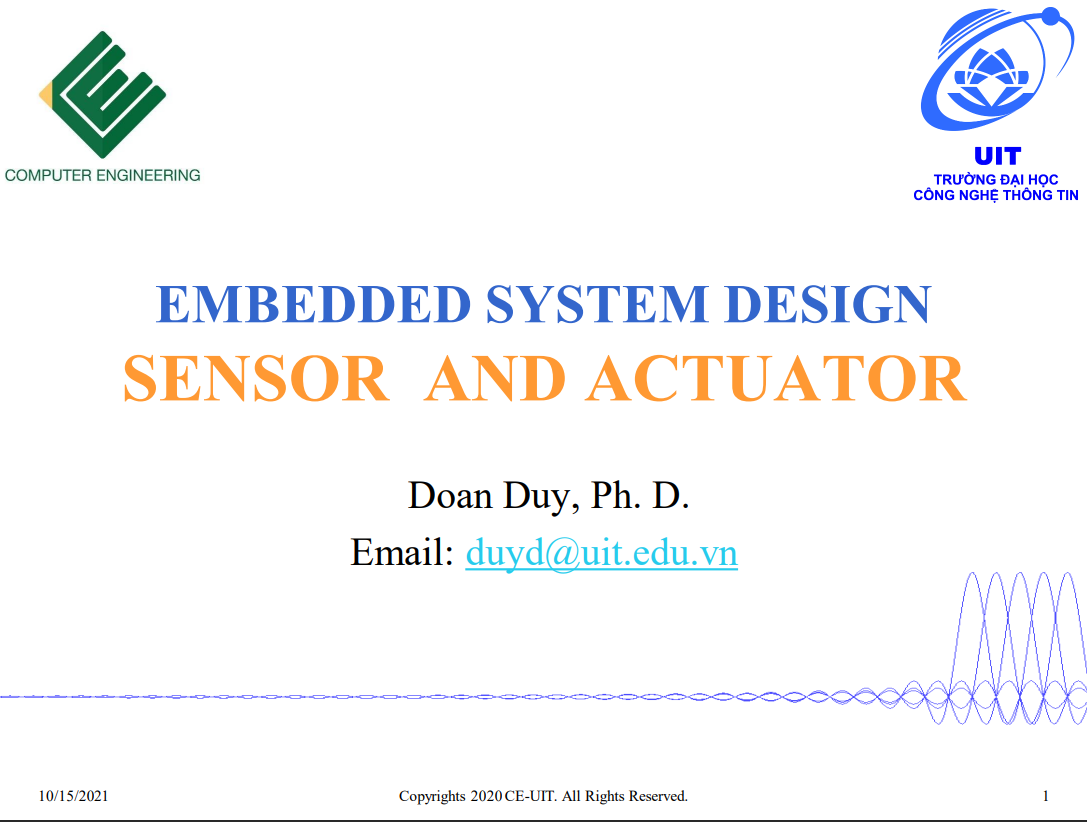 COMPUTER ENGINEERING
UIT
TRƯỜNG ĐẠI HỌC
CÔNG NGHỆ THÔNG TIN
EMBEDDED SYSTEM DESIGN
SENSOR AND ACTUATOR
Doan Duy, Ph. D.
Email: duyd@uit.edu.vn
10/15/2021
Copyrights 2020 CE-UIT. All Rights Reserved.
1